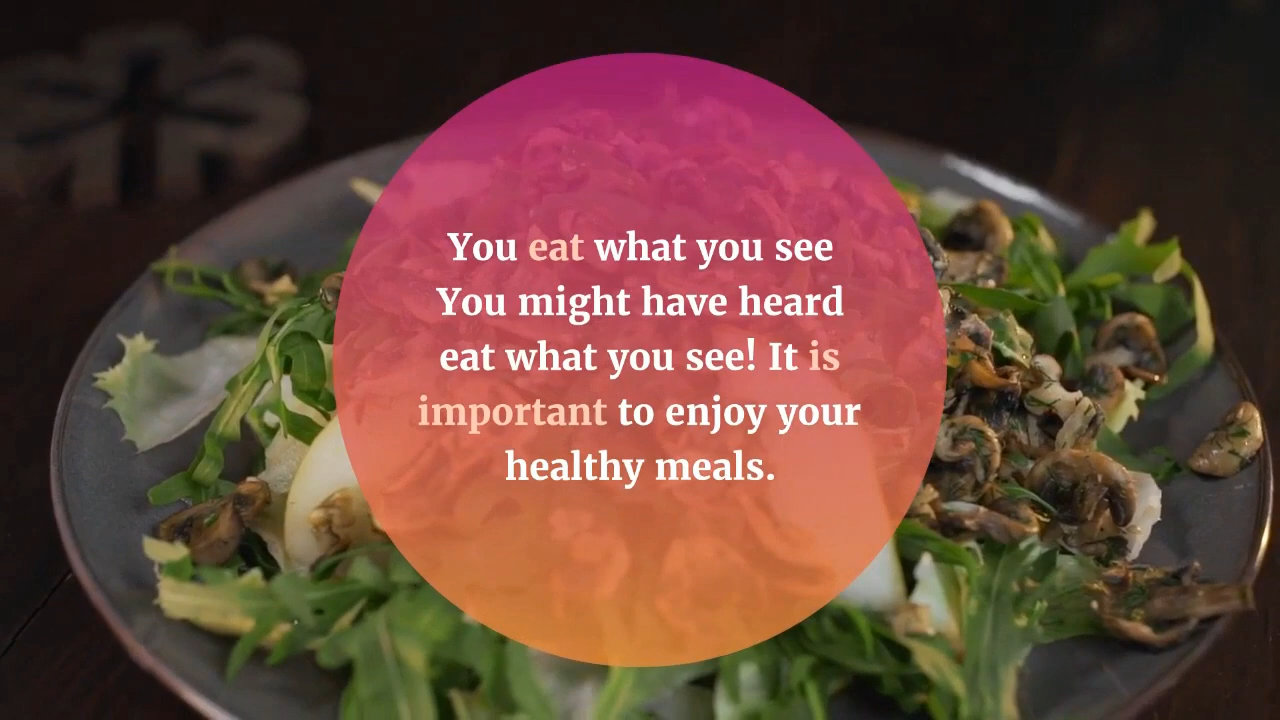 You eat what you see
You might have heard
eat what you see! It is
important to enjoy your
healthy meals.